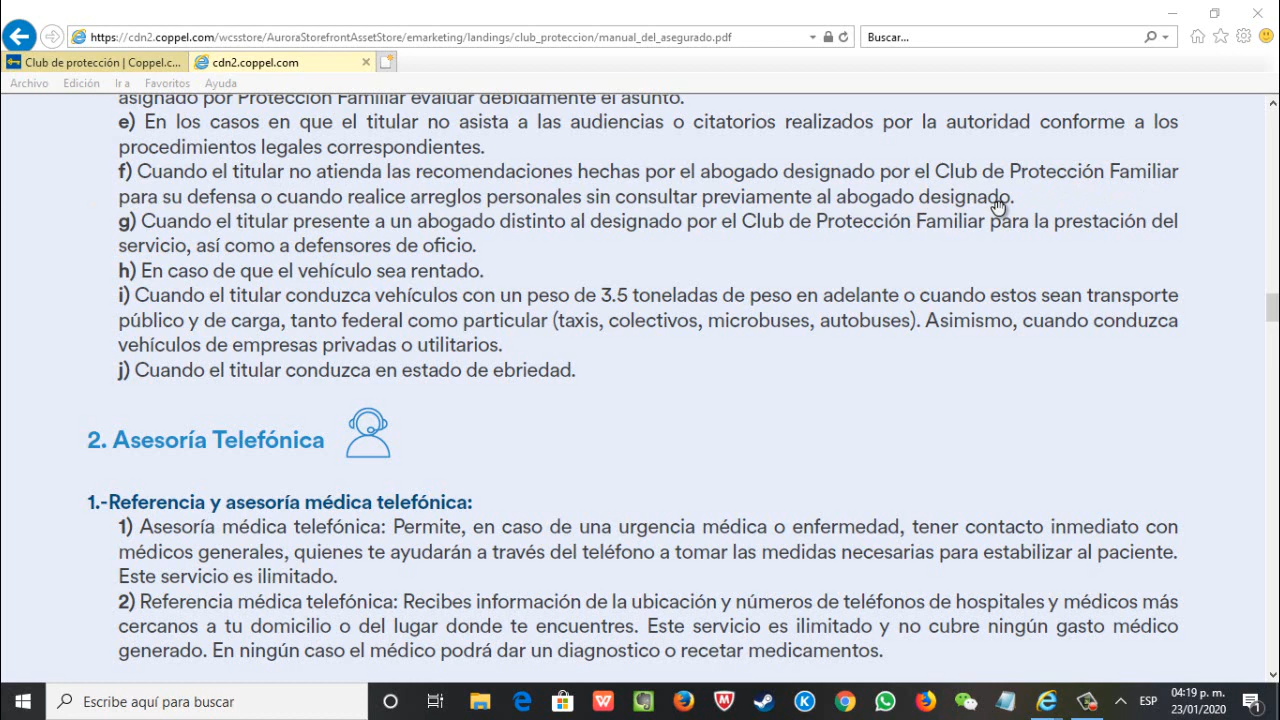 https://cdn2.coppel.com/wcsstore/AuroraStorefrontAssetStore/emarketing/landings/club_proteccion/manual_del_asegurado.pdf
Buscar...
Club de protección | Coppel.c...
cdn2.coppel.com
Archivo Edición Ir a Favoritos Ayuda
asignado por Protección Familiar evaluar debidamente el asunto.
e) En los casos en que el titular no asista a las audiencias o citatorios realizados por la autoridad conforme a los
procedimientos legales correspondientes.
f) Cuando el titular no atienda las recomendaciones hechas por el abogado designado por el Club de Protección Familiar
para su defensa o cuando realice arreglos personales sin consultar previamente al abogado designado.
g) Cuando el titular presente a un abogado distinto al designado por el Club de Protección Familiar para la prestación del
servicio, así como a defensores de oficio.
h) En caso de que el vehículo sea rentado.
i) Cuando el titular conduzca vehículos con un peso de 3.5 toneladas de peso en adelante o cuando estos sean transporte
público y de carga, tanto federal como particular (taxis, colectivos, microbuses, autobuses). Asimismo, cuando conduzca
vehículos de empresas privadas o utilitarios.
j) Cuando el titular conduzca en estado de ebriedad.
2. Asesoría Telefónica
1.-Referencia y asesoría médica telefónica:
1) Asesoría médica telefónica: Permite, en caso de una urgencia médica o enfermedad, tener contacto inmediato con
médicos generales, quienes te ayudarán a través del teléfono a tomar las medidas necesarias para estabilizar al paciente.
Este servicio es ilimitado.
2) Referencia médica telefónica: Recibes información de la ubicación y números de teléfonos de hospitales y médicos más
cercanos a tu domicilio o del lugar donde te encuentres. Este servicio es ilimitado y no cubre ningún gasto médico
generado. En ningún caso el médico podrá dar un diagnostico o recetar medicamentos.
Escribe aquí para buscar
ESP
04:19 p. m.
23/01/2020
1